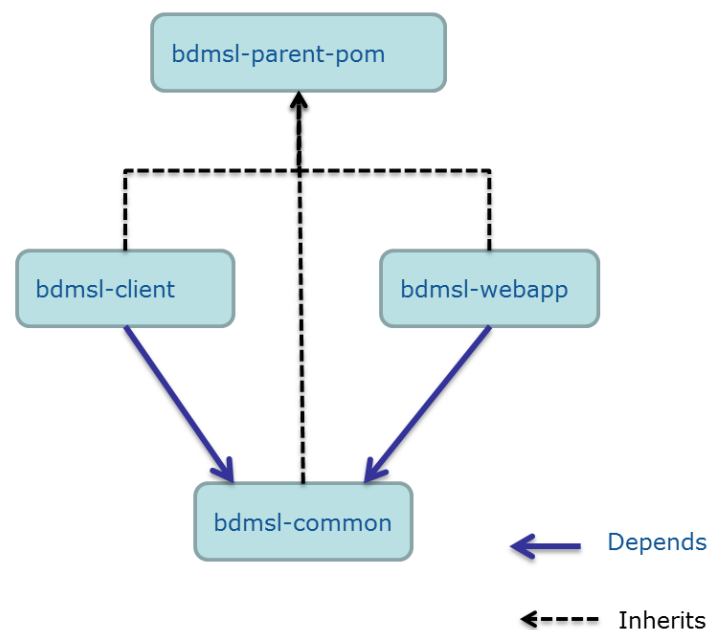 bdmsl-parent-pom
bdmsl-client
bdmsl-webapp
bdmsl-common
Depends
Inherits